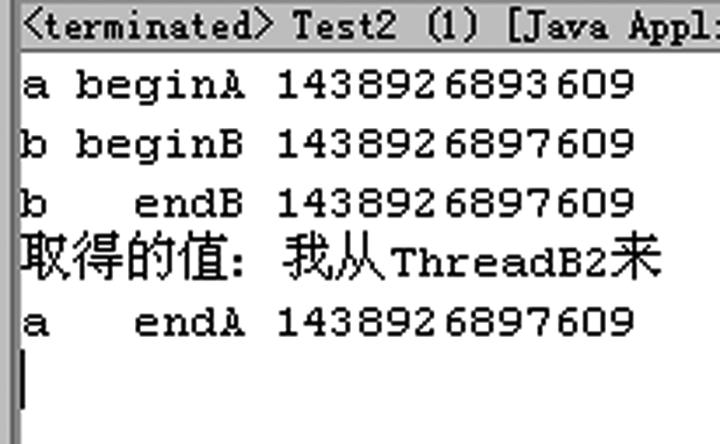 <terminated> Test2 (1) [Java Appl
a beginA 1438926893609
b beginB 1438926897609
b   endB 1438926897609
取得的值：我从ThreadB2来
a   endA 1438926897609